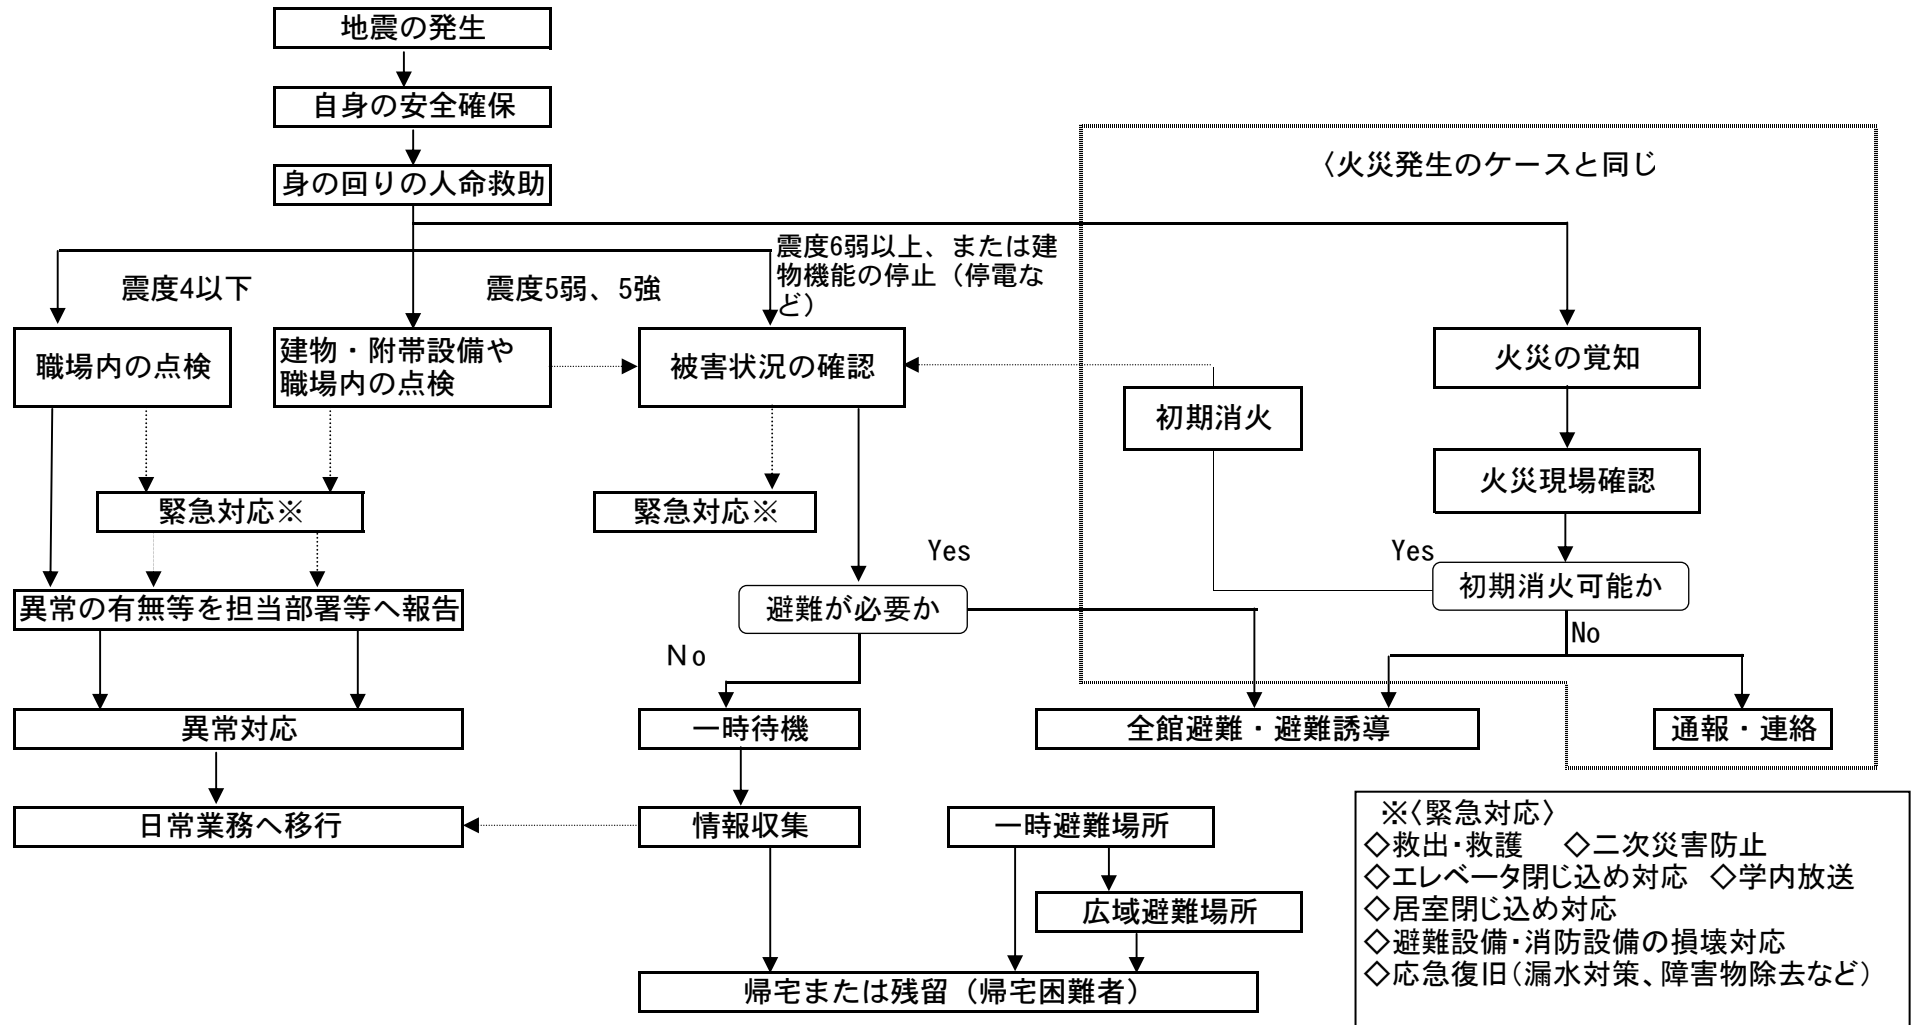 地震の発生
自身の安全確保
身の回りの人命救助
〈火災発生のケースと同じ
震度4以下
震度5弱、5強
震度6弱以上、または建
物機能の停止（停電な
ど）
職場内の点検
建物・附帯設備や
職場内の点検
被害状況の確認
初期消火
火災の覚知
火災現場確認
緊急対応※
緊急対応※
Yes
Yes
初期消火可能か
異常の有無等を担当部署等へ報告
避難が必要か
No
No
異常対応
一時待機
全館避難・避難誘導
通報・連絡
日常業務へ移行
情報収集
一時避難場所
広域避難場所
帰宅または残留（帰宅困難者）
※〈緊急対応〉
◇救出・救護　◇二次災害防止
◇エレベータ閉じ込め対応　◇学内放送
◇居室閉じ込め対応
◇避難設備・消防設備の損壊対応
◇応急復旧（漏水対策、障害物除去など）